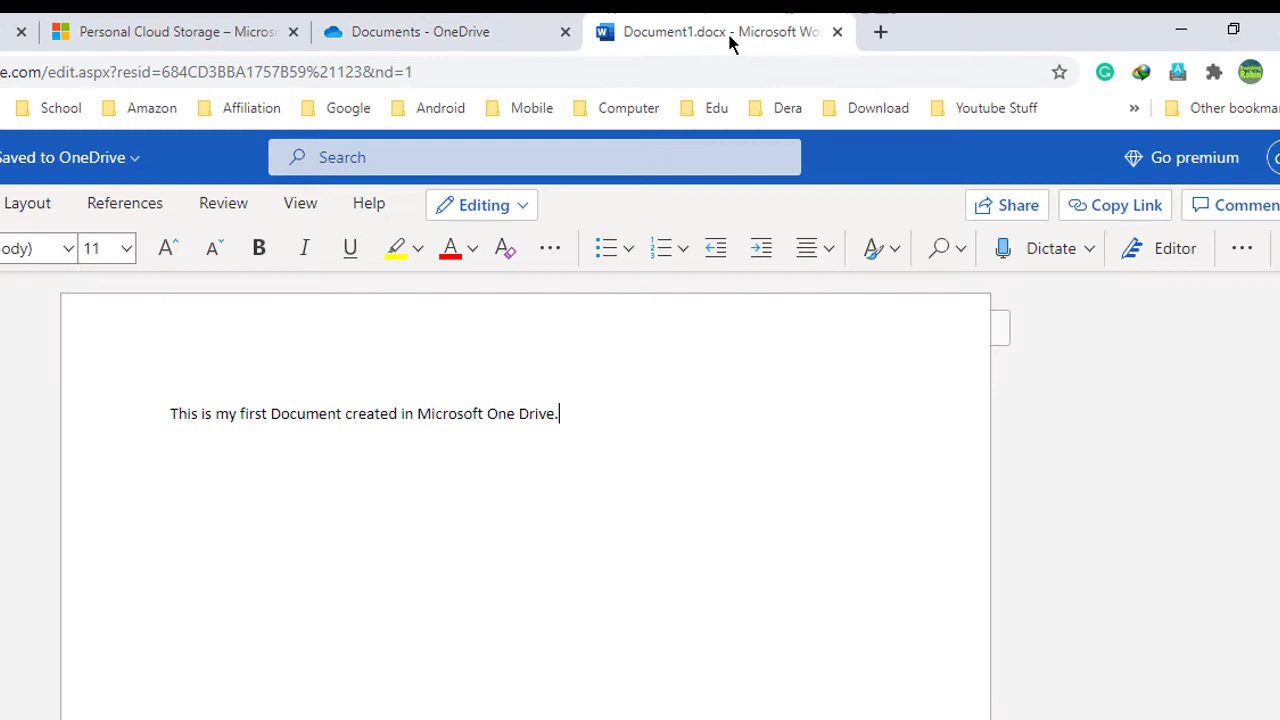 Personal Cloud Storage – Micros
Documents - OneDrive
Document1.docx - Microsoft Wo
e.com/edit.aspx?resid=684CD3BBA1757B59%21123&nd=1
School Amazon Affiliation Google Android Mobile Computer Edu Dera Download Youtube Stuff » Other bookma
Saved to OneDrive Search Go premium
Layout References Review View Help Editing Share Copy Link Commen
ody) 11 A A B I U A A Dictate Editor
This is my first Document created in Microsoft One Drive.